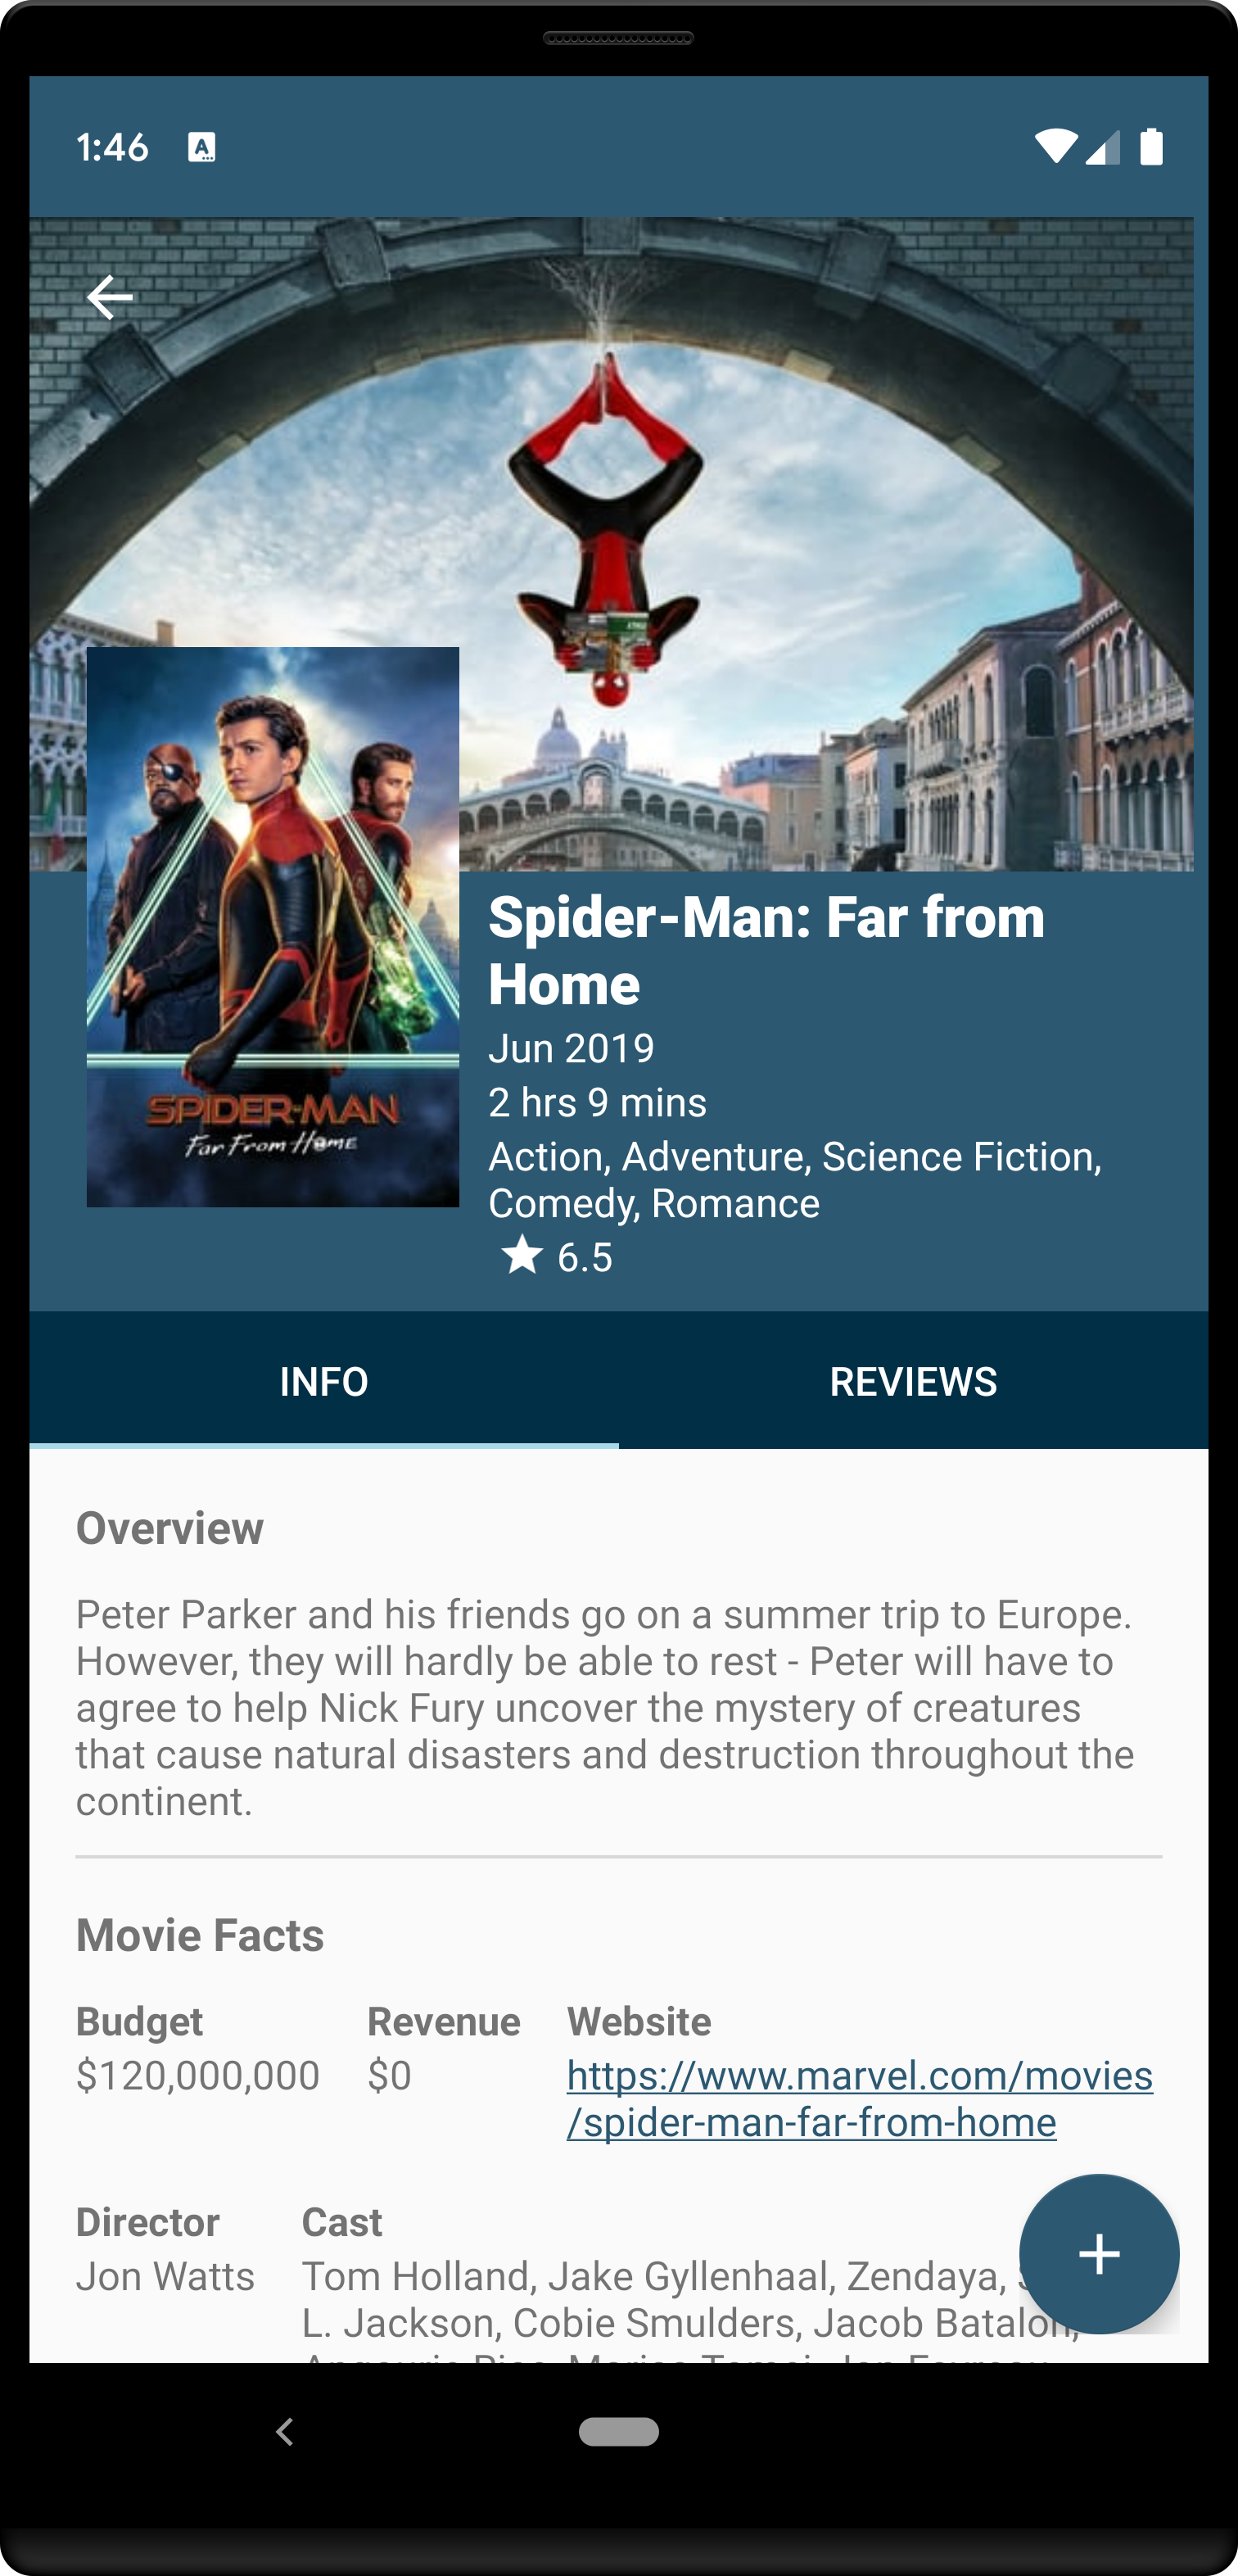 1:46
A
Spider-Man: Far from
Home
Jun 2019
2 hrs 9 mins
Action, Adventure, Science Fiction,
Comedy, Romance
6.5
SPIDER-MAN
Far From Home
INFO
REVIEWS
Overview
Peter Parker and his friends go on a summer trip to Europe.
However, they will hardly be able to rest - Peter will have to
agree to help Nick Fury uncover the mystery of creatures
that cause natural disasters and destruction throughout the
continent.
Movie Facts
Budget
$120,000,000
Revenue
$0
Website
https://www.marvel.com/movies
/spider-man-far-from-home
Director
Jon Watts
Cast
Tom Holland, Jake Gyllenhaal, Zendaya,
L. Jackson, Cobie Smulders, Jacob Batalon,